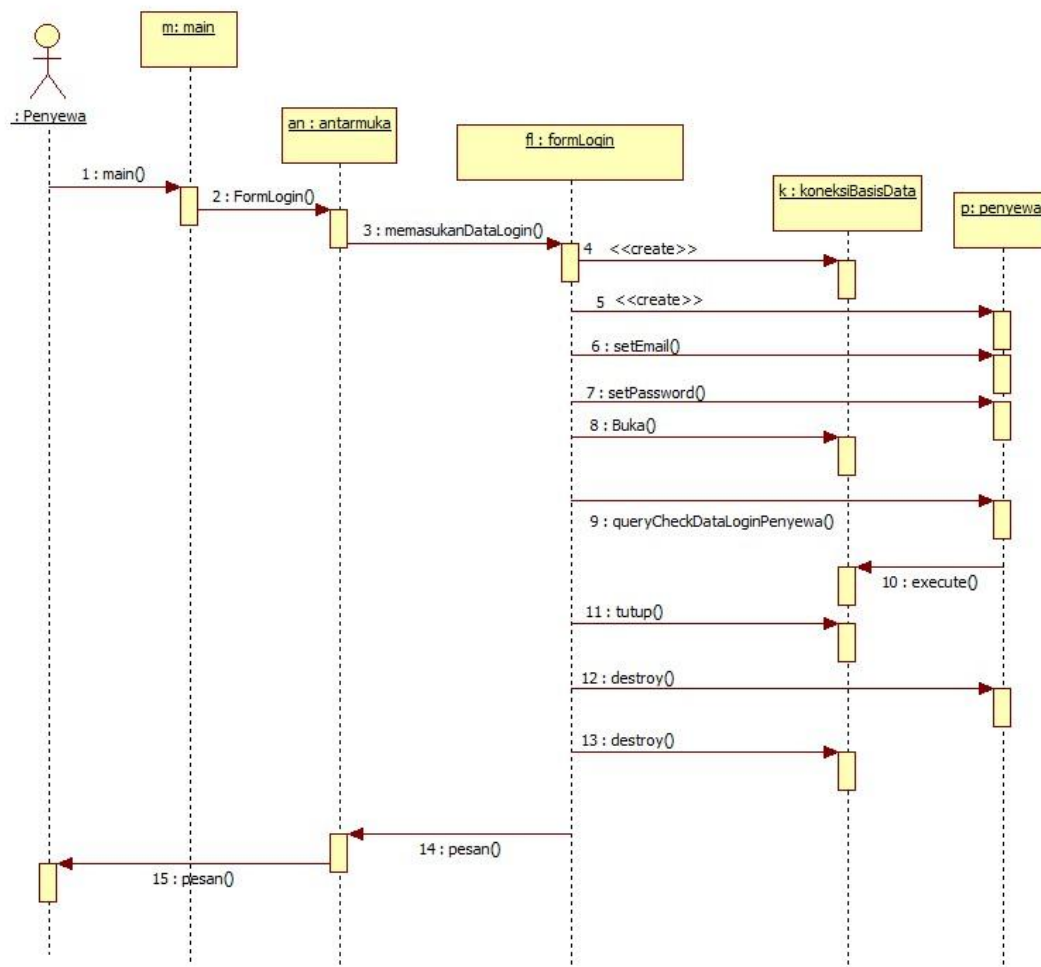 m: main
: Penyewa
an : antarmuka
fl : formLogin
k : koneksiBasisData
p: penyewa
1 : main()
2 : FormLogin()
3 : memasukanDataLogin()
4 <<create>>
5 <<create>>
6 : setEmail()
7 : setPassword()
8 : Buka()
9 : queryCheckDataLoginPenyewa()
10 : execute()
11 : tutup()
12 : destroy()
13 : destroy()
14 : pesan()
15 : pesan()